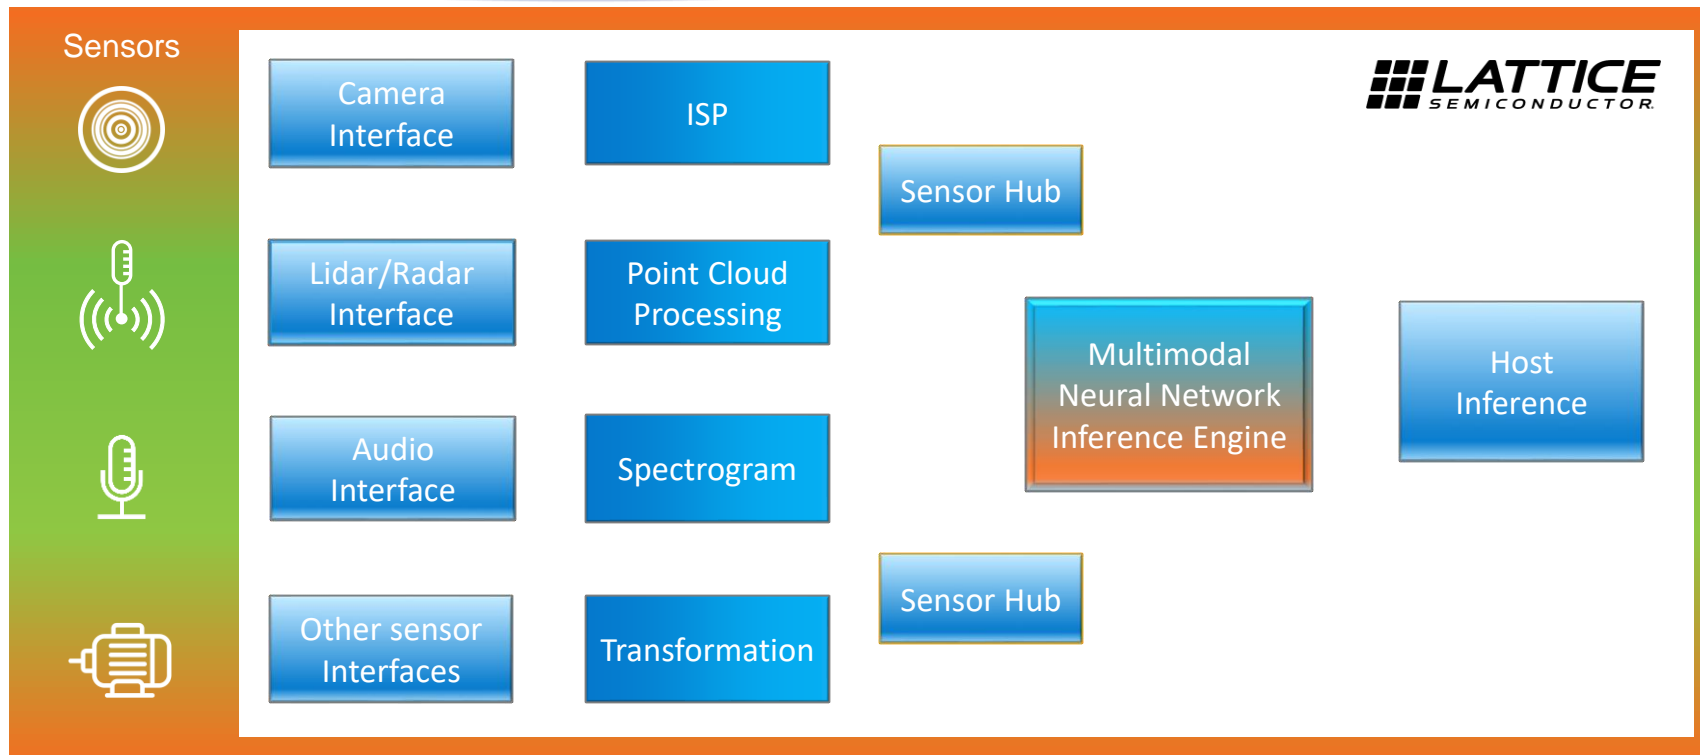 Sensors
Camera
Interface
ISP
LATTICE
SEMICONDUCTOR
Sensor Hub
Lidar/Radar
Interface
Point Cloud
Processing
Multimodal
Neural Network
Inference Engine
Host
Inference
Audio
Interface
Spectrogram
Sensor Hub
Other sensor
Interfaces
Transformation